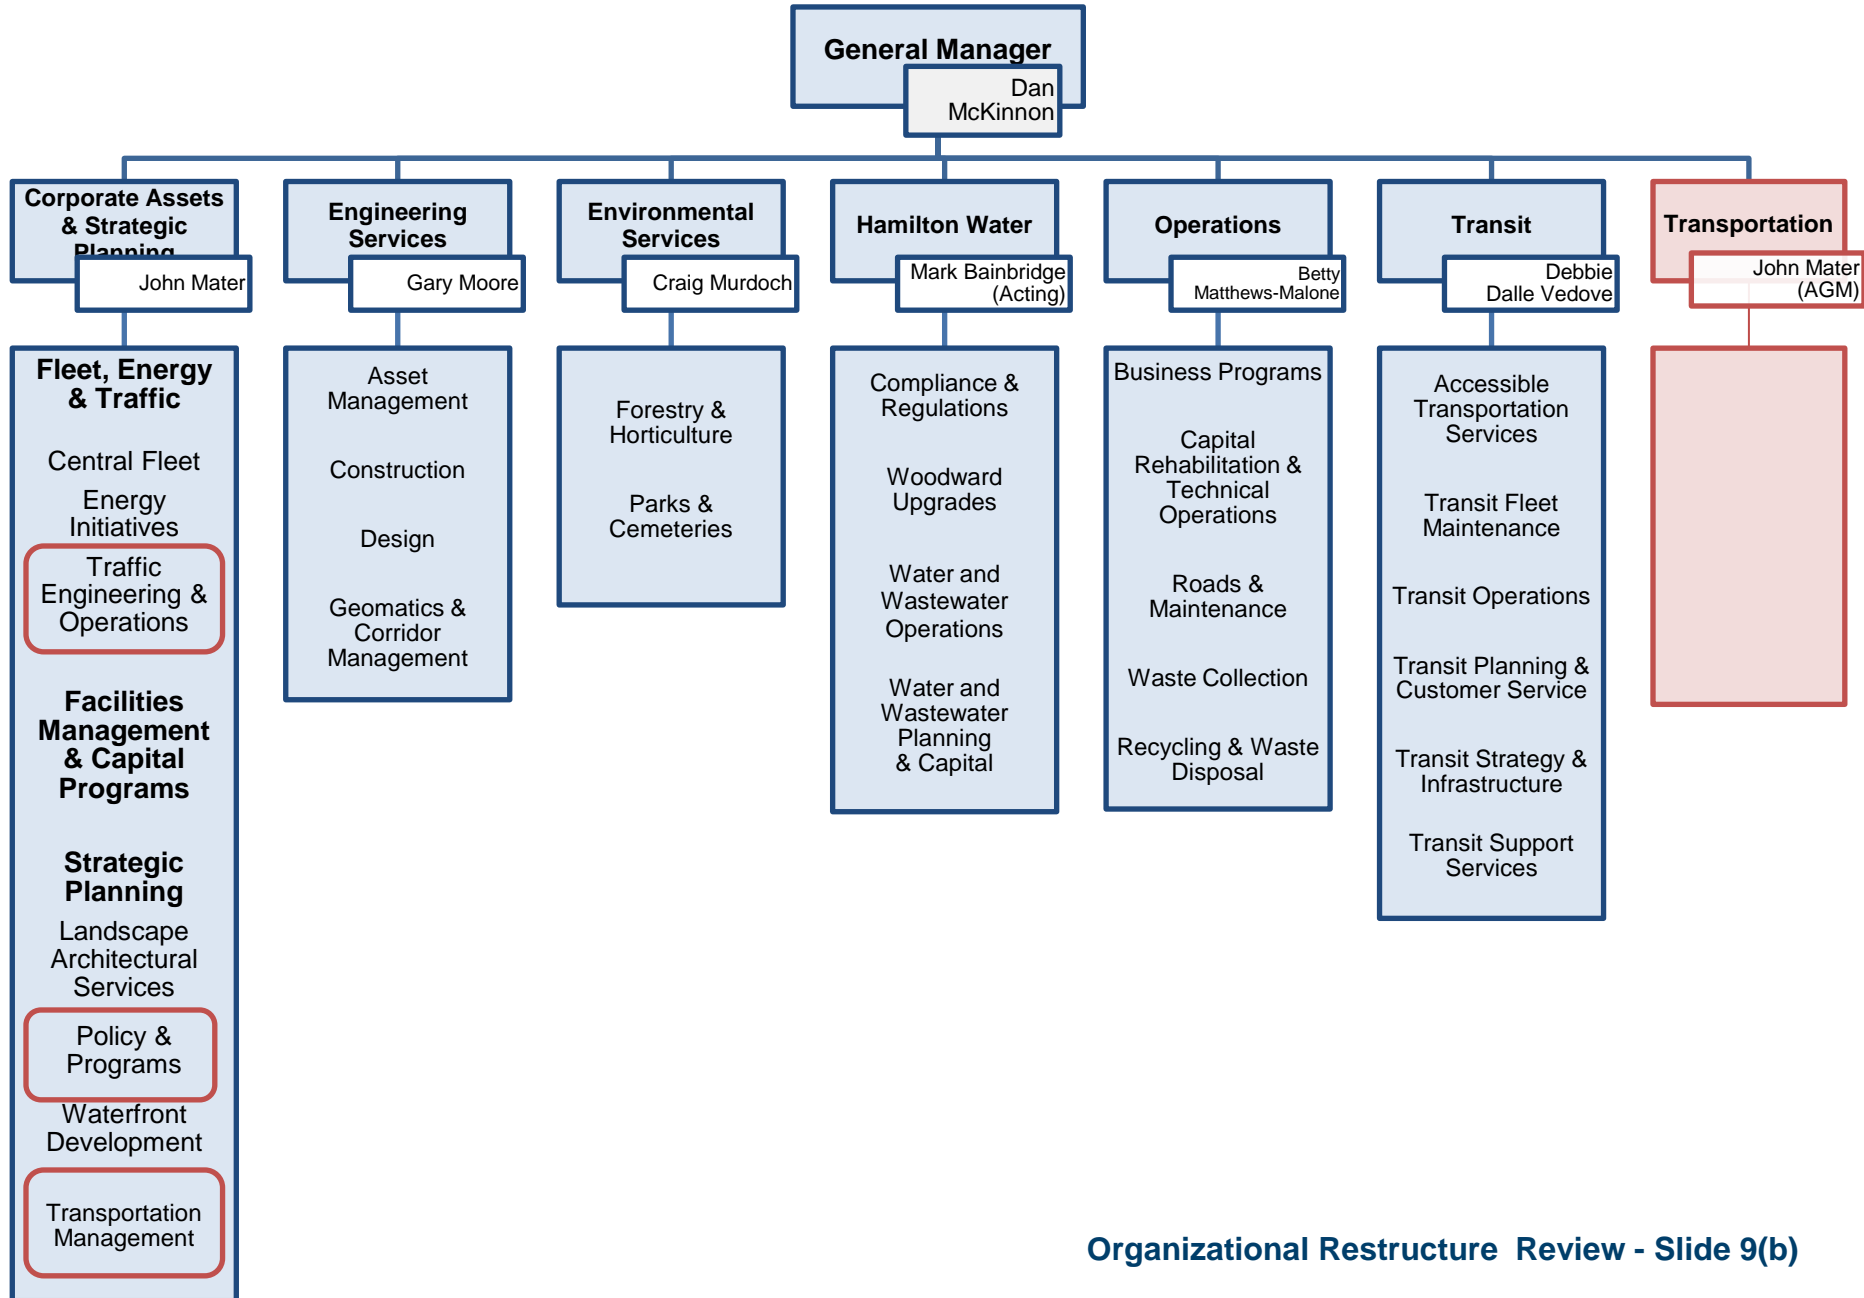 General Manager
Dan
McKinnon
Corporate Assets
& Strategic
Planning
John Mater
Engineering
Services
Gary Moore
Environmental
Services
Craig Murdoch
Hamilton Water
Mark Bainbridge
(Acting)
Operations
Betty
Matthews-Malone
Transit
Debbie
Dalle Vedove
Transportation
John Mater
(AGM)
Fleet, Energy
& Traffic
Central Fleet
Energy
Initiatives
Traffic
Engineering &
Operations
Facilities
Management
& Capital
Programs
Strategic
Planning
Landscape
Architectural
Services
Policy &
Programs
Waterfront
Development
Transportation
Management
Asset
Management
Construction
Design
Geomatics &
Corridor
Management
Forestry &
Horticulture
Parks &
Cemeteries
Compliance &
Regulations
Woodward
Upgrades
Water and
Wastewater
Operations
Water and
Wastewater
Planning
& Capital
Business Programs
Capital
Rehabilitation &
Technical
Operations
Roads &
Maintenance
Waste Collection
Recycling & Waste
Disposal
Accessible
Transportation
Services
Transit Fleet
Maintenance
Transit Operations
Transit Planning &
Customer Service
Transit Strategy &
Infrastructure
Transit Support
Services
Organizational Restructure  Review - Slide 9(b)